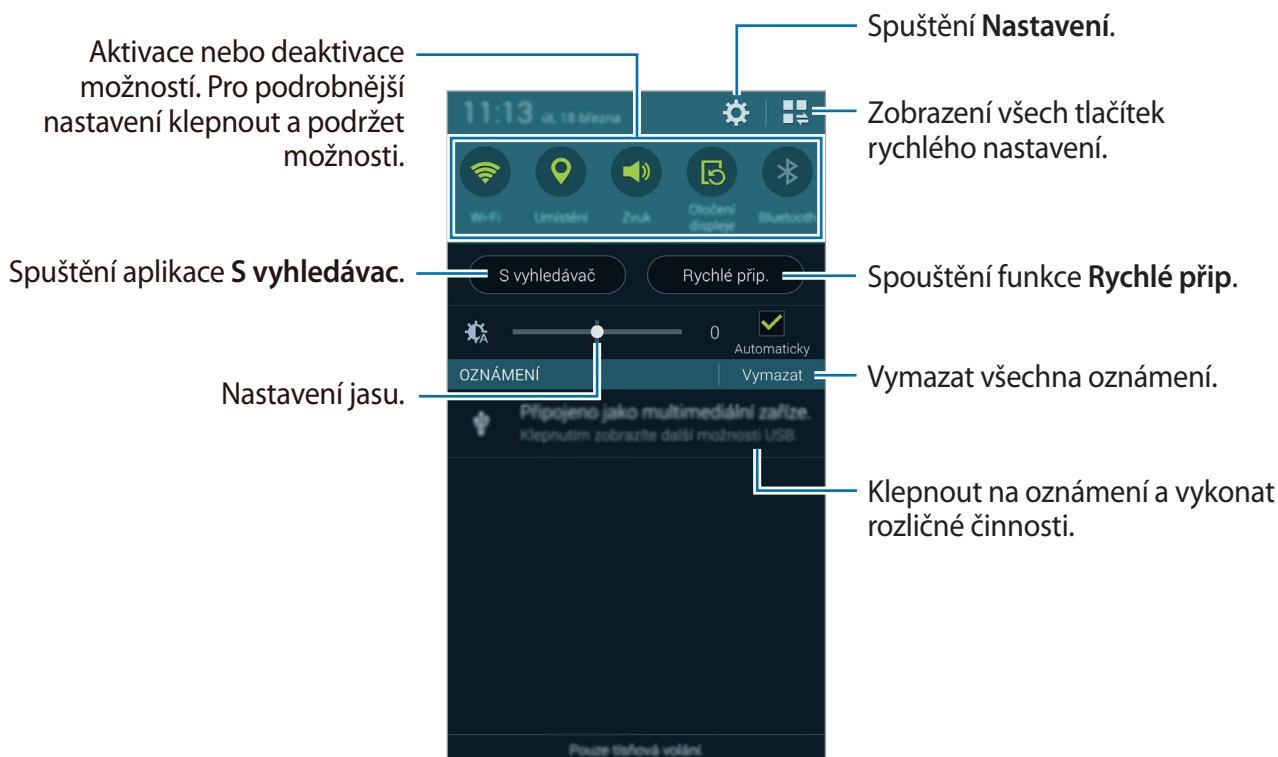 Spuštění Nastavení.
Aktivace nebo deaktivace
možností. Pro podrobnější
nastavení klepnout a podržet
možnosti.
Zobrazení všech tlačítek
rychlého nastavení.
11:13 út, 18 března
Wi-Fi
Umístění
Zvuk
Otočení
displeje
Bluetooth
Spuštění aplikace S vyhledávac.
S vyhledávač
Rychlé přip.
Spouštění funkce Rychlé přip.
0
Automaticky
OZNÁMENÍ
Vymazat
Vymazat všechna oznámení.
Nastavení jasu.
Připojeno jako multimediální zaříze.
Klepnutím zobrazíte další možnosti USB.
Klepnout na oznámení a vykonat
rozličné činnosti.
Pouze tísňová volání.